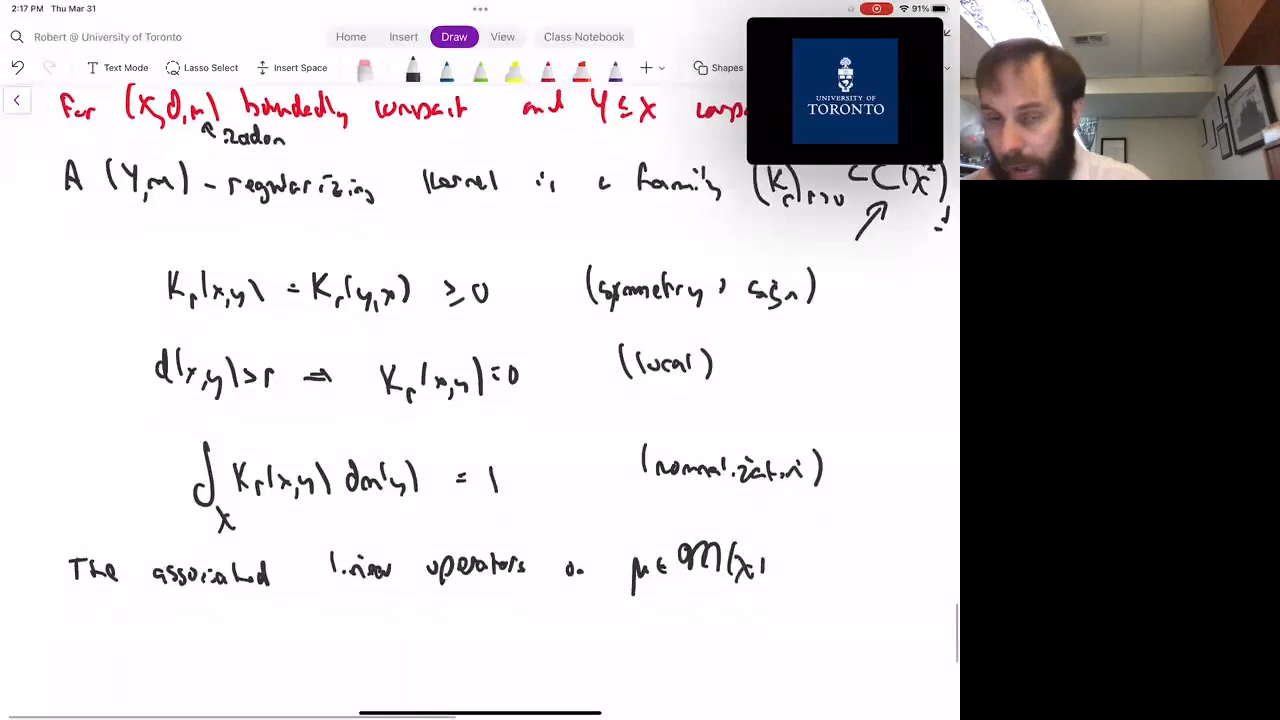 2:17 PM Thu Mar 31
91%
Robert @ University of Toronto
Home Insert Draw View Class Notebook
Text Mode Lasso Select Insert Space Shapes
UNIVERSITY OF TORONTO
For (X,d,m) boundedly compact and Y ⊆ X
radon
A (Y,m) - regularizing kernel is a family (K_r)_{r>0} ⊂ C(X²)
K_r(x,y) = K_r(y,x) ≥ 0 (symmetry, sign)
d(x,y) > r ⇒ K_r(x,y) = 0 (local)
∫_X K_r(x,y) dm(y) = 1 (normalization)
The associated linear operators on μ ∈ M(X)